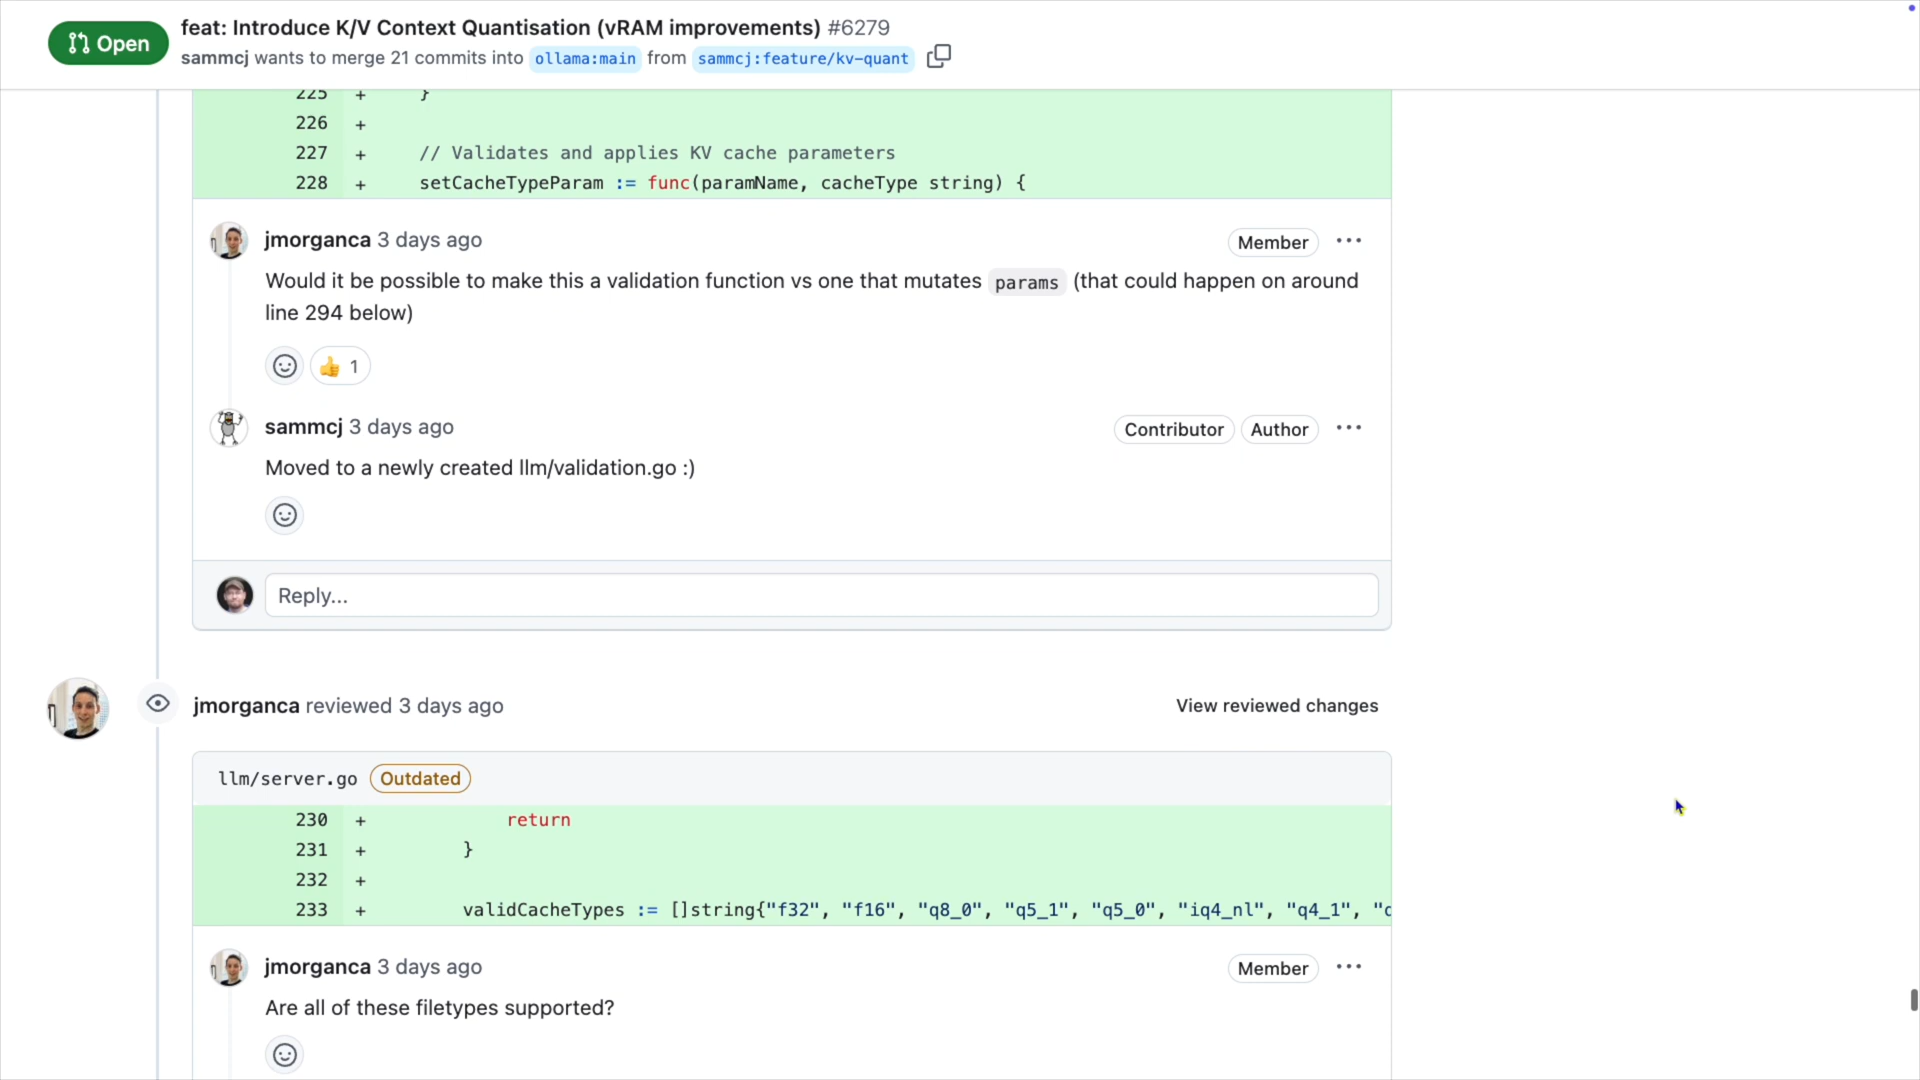 Open
feat: Introduce K/V Context Quantisation (vRAM improvements) #6279
sammcj wants to merge 21 commits into ollama:main from sammcj:feature/kv-quant
225 + }
226 +
227 + // Validates and applies KV cache parameters
228 + setCacheTypeParam := func(paramName, cacheType string) {
jmorganca 3 days ago
Member
Would it be possible to make this a validation function vs one that mutates params (that could happen on around
line 294 below)
👍 1
sammcj 3 days ago
Contributor Author
Moved to a newly created llm/validation.go :)
Reply...
jmorganca reviewed 3 days ago
View reviewed changes
llm/server.go Outdated
230 + return
231 + }
232 +
233 + validCacheTypes := []string{"f32", "f16", "q8_0", "q5_1", "q5_0", "iq4_nl", "q4_1", "
jmorganca 3 days ago
Member
Are all of these filetypes supported?